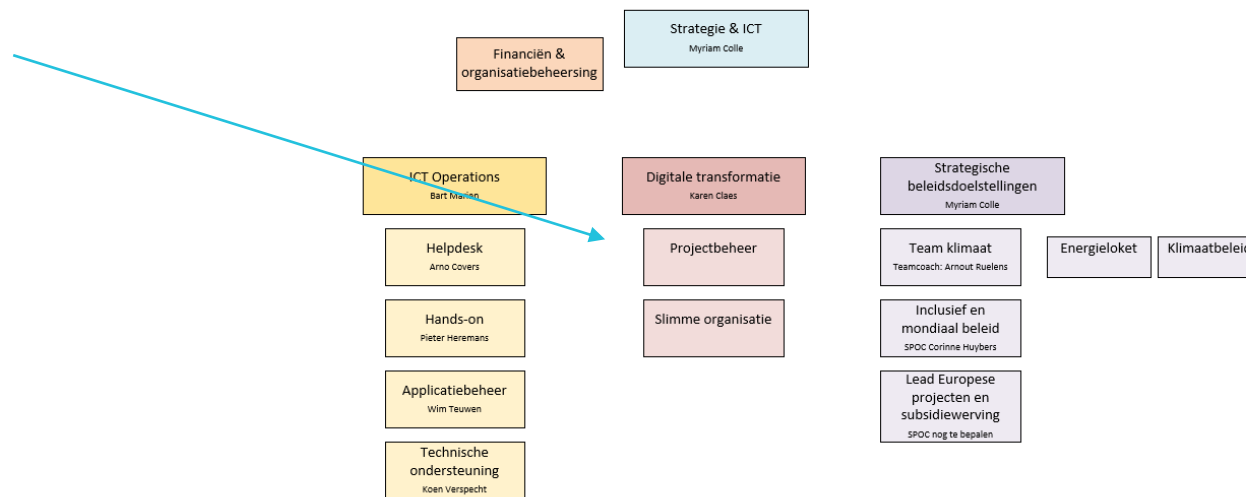 Strategie & ICT
Myriam Colle
Financiën &
organisatiebeheersing
ICT Operations
Bart Marien
Digitale transformatie
Karen Claes
Strategische
beleidsdoelstellingen
Myriam Colle
Helpdesk
Arno Covers
Projectbeheer
Team klimaat
Teamcoach: Arnout Ruelens
Energieloket
Klimaatbeleid
Hands-on
Pieter Heremans
Slimme organisatie
Inclusief en
mondiaal beleid
SPOC Corinne Huybers
Applicatiebeheer
Wim Teuwen
Lead Europese
projecten en
subsidiewerving
SPOC nog te bepalen
Technische
ondersteuning
Koen Verspecht